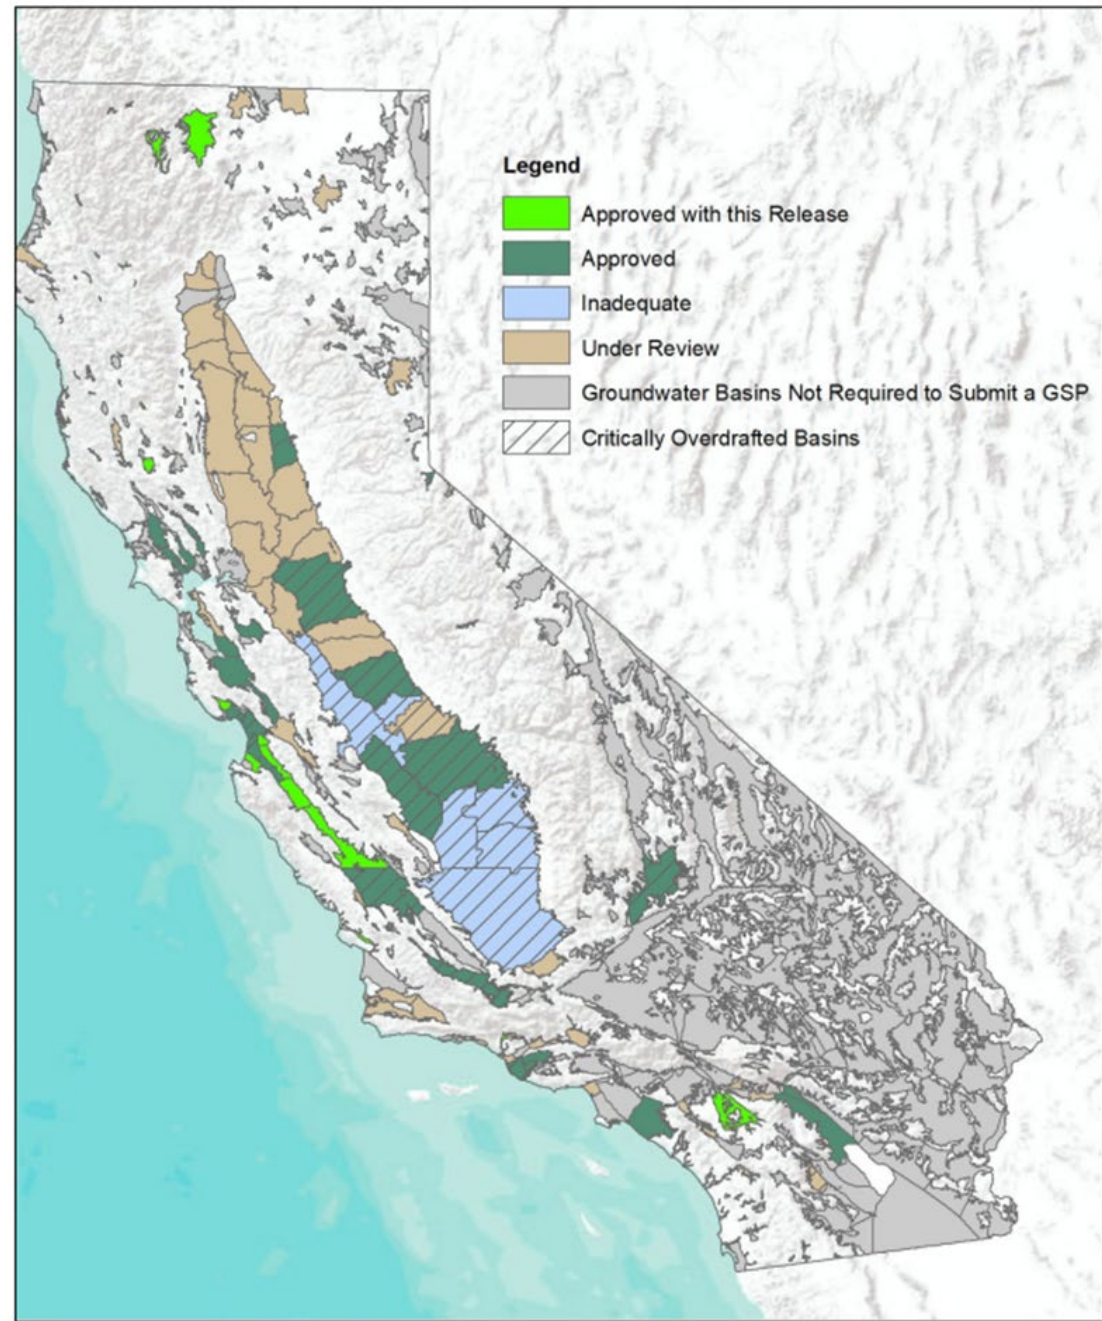 Legend
Approved with this Release
Approved
Inadequate
Under Review
Groundwater Basins Not Required to Submit a GSP
Critically Overdrafted Basins